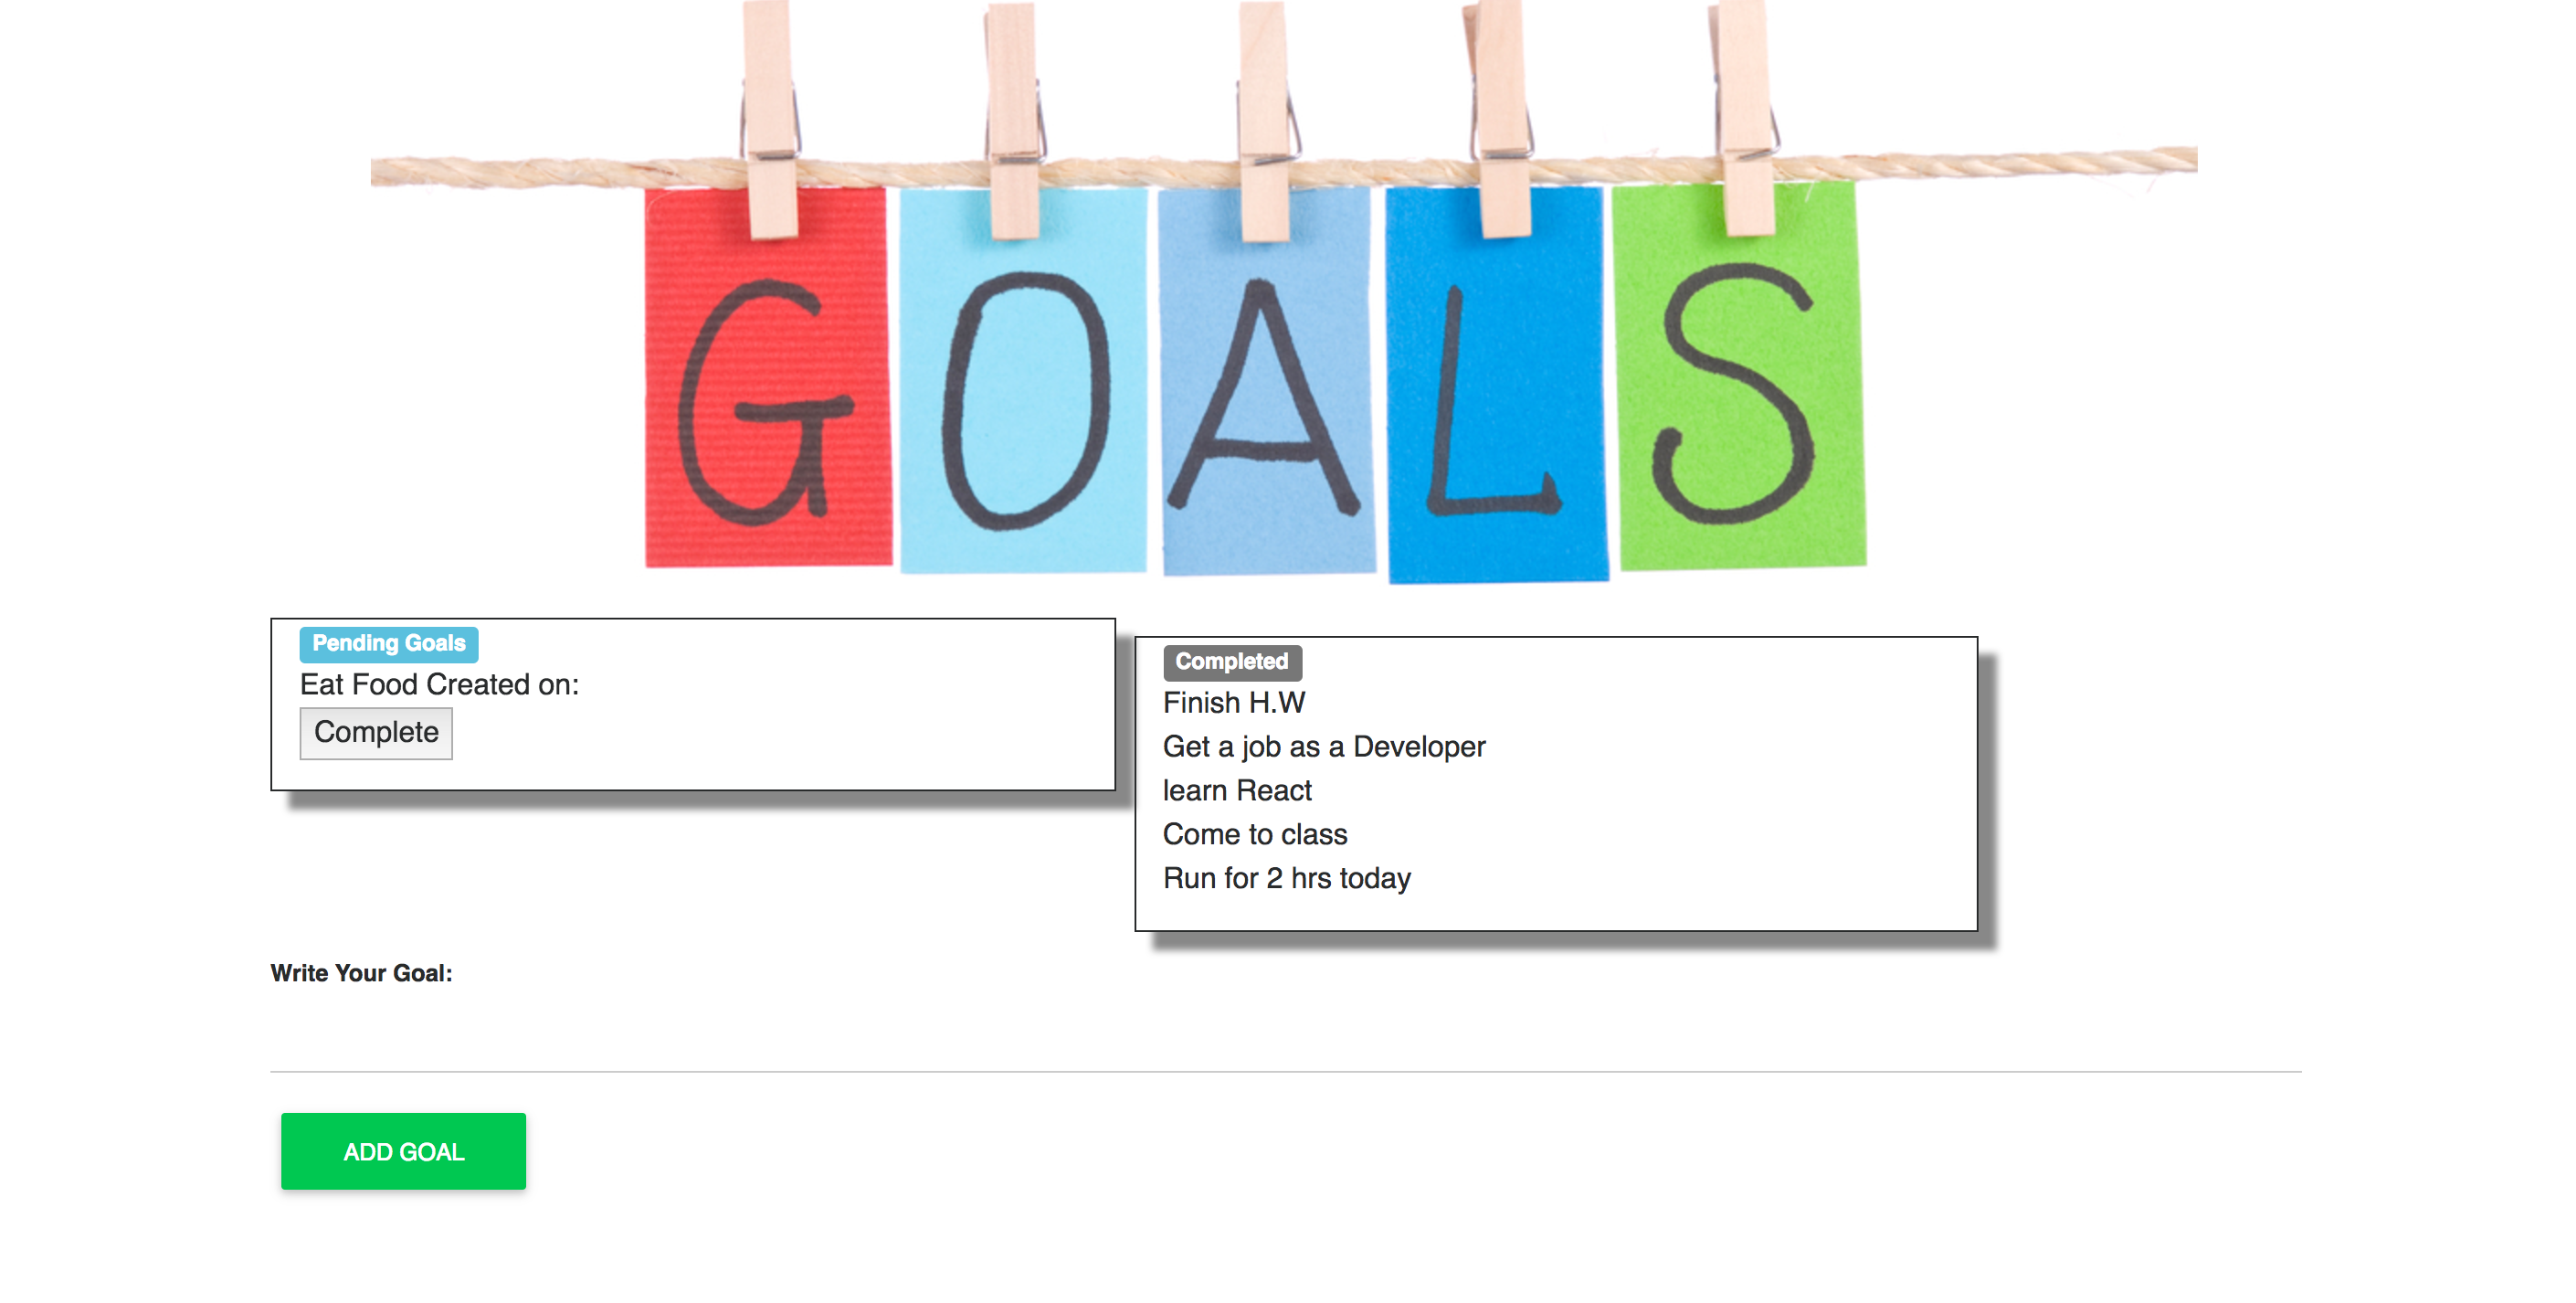 GOALS
Pending Goals
Eat Food Created on:
Complete
Completed
Finish H.W
Get a job as a Developer
learn React
Come to class
Run for 2 hrs today
Write Your Goal:
ADD GOAL